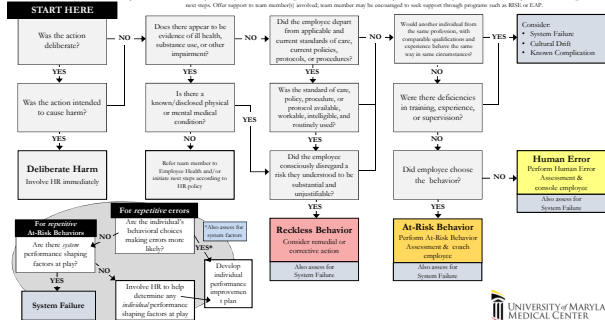 next steps. Offer support to team member(s) involved; team member may be encouraged to seek support through programs such as RISE or EAP.
START HERE
Was the action
deliberate?
NO
YES
Was the action intended
to cause harm?
YES
Deliberate Harm
Involve HR immediately
Does there appear to be
evidence of ill health,
substance use, or other
impairment?
NO
YES
Is there a
known/disclosed physical
or mental medical
condition?
YES
NO
Refer team member to
Employee Health and/or
initiate next steps according to
HR policy
Did the employee depart
from applicable and
current standards of care,
current policies,
protocols, or procedures?
NO
YES
Was the standard of care,
policy, procedure, or
protocol available,
workable, intelligible, and
routinely used?
NO
YES
Did the employee
consciously disregard a
risk they understood to be
substantial and
unjustifiable?
NO
YES
Reckless Behavior
Consider remedial or
corrective action
Also assess for
System Failure
Would another individual from
the same profession, with
comparable qualifications and
experience behave the same
way in same circumstances?
YES
NO
Were there deficiencies
in training, experience,
or supervision?
YES
NO
Did employee choose
the behavior?
NO
YES
At-Risk Behavior
Perform At-Risk Behavior
Assessment & coach
employee
Also assess for
System Failure
Consider:
• System Failure
• Cultural Drift
• Known Complication
Human Error
Perform Human Error
Assessment &
console employee
Also assess for
System Failure
For repetitive errors
Are the individual's
behavioral choices
making errors more
likely?
*Also assess for
system factors
YES*
NO
Develop
individual
performance
improvemen
t plan
For repetitive
At-Risk Behaviors
Are there system
performance shaping
factors at play?
NO
YES
Involve HR to help
determine any
individual performance
shaping factors at play
System Failure
UNIVERSITY of MARYLA
MEDICAL CENTER